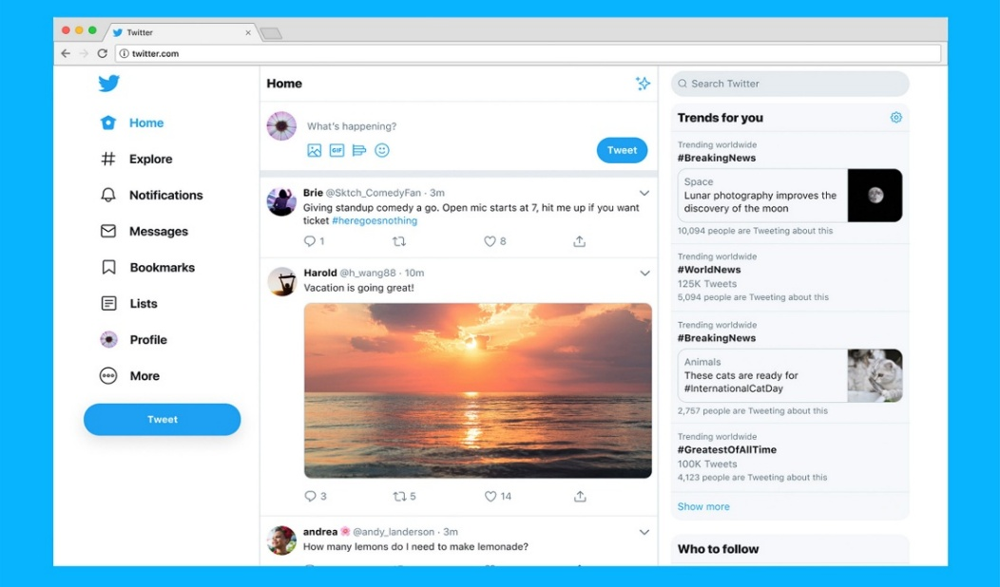 Twitter
twitter.com
Home
Explore
Notifications
Messages
Bookmarks
Lists
Profile
More
Tweet
Home
What's happening?
GIF
Tweet
Brie @Sktch_ComedyFan · 3m
Giving standup comedy a go. Open mic starts at 7, hit me up if you want
ticket #heregoesnothing
1 8
Harold @h_wang88 · 10m
Vacation is going great!
3 5 14
andrea @andy_landerson · 3m
How many lemons do I need to make lemonade?
Search Twitter
Trends for you
Trending worldwide
#BreakingNews
Space
Lunar photography improves the
discovery of the moon
10,094 people are Tweeting about this
Trending worldwide
#WorldNews
125K Tweets
5,094 people are Tweeting about this
Trending worldwide
#BreakingNews
Animals
These cats are ready for
#InternationalCatDay
2,757 people are Tweeting about this
Trending worldwide
#GreatestOfAllTime
100K Tweets
4,123 people are Tweeting about this
Show more
Who to follow